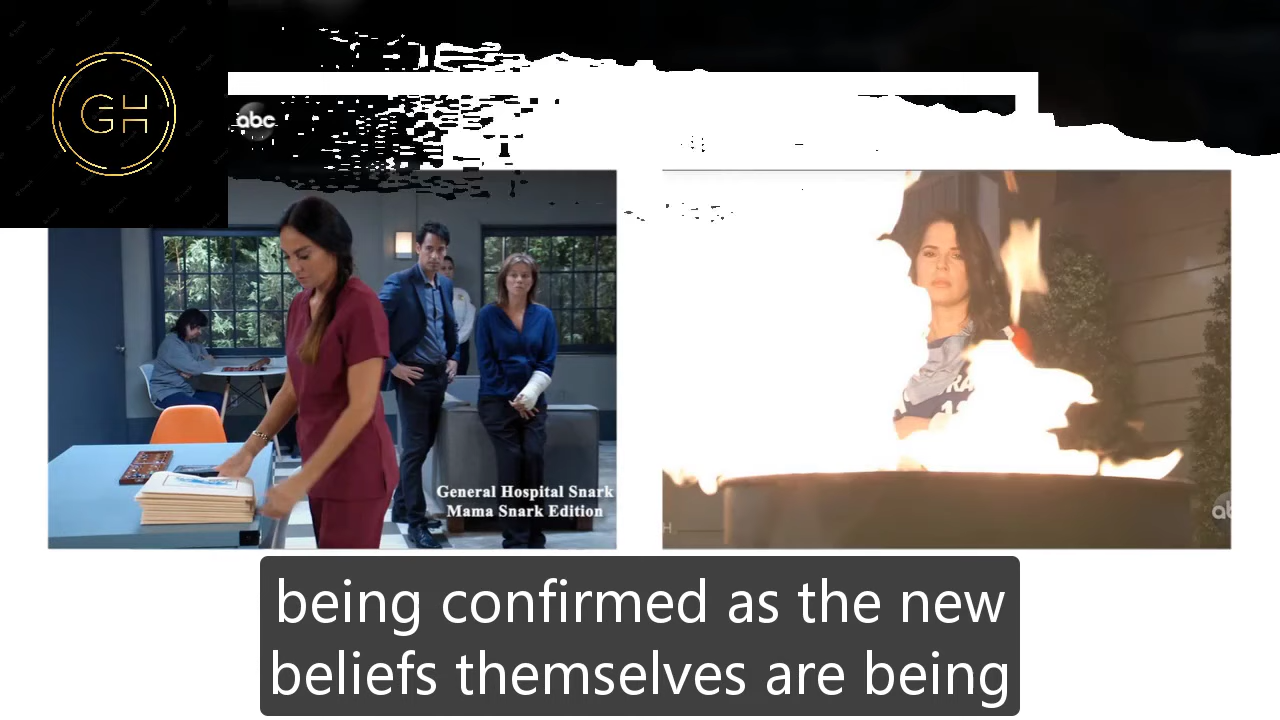 GH
abc
General Hospital Snark
Mama Snark Edition
being confirmed as the new
beliefs themselves are being